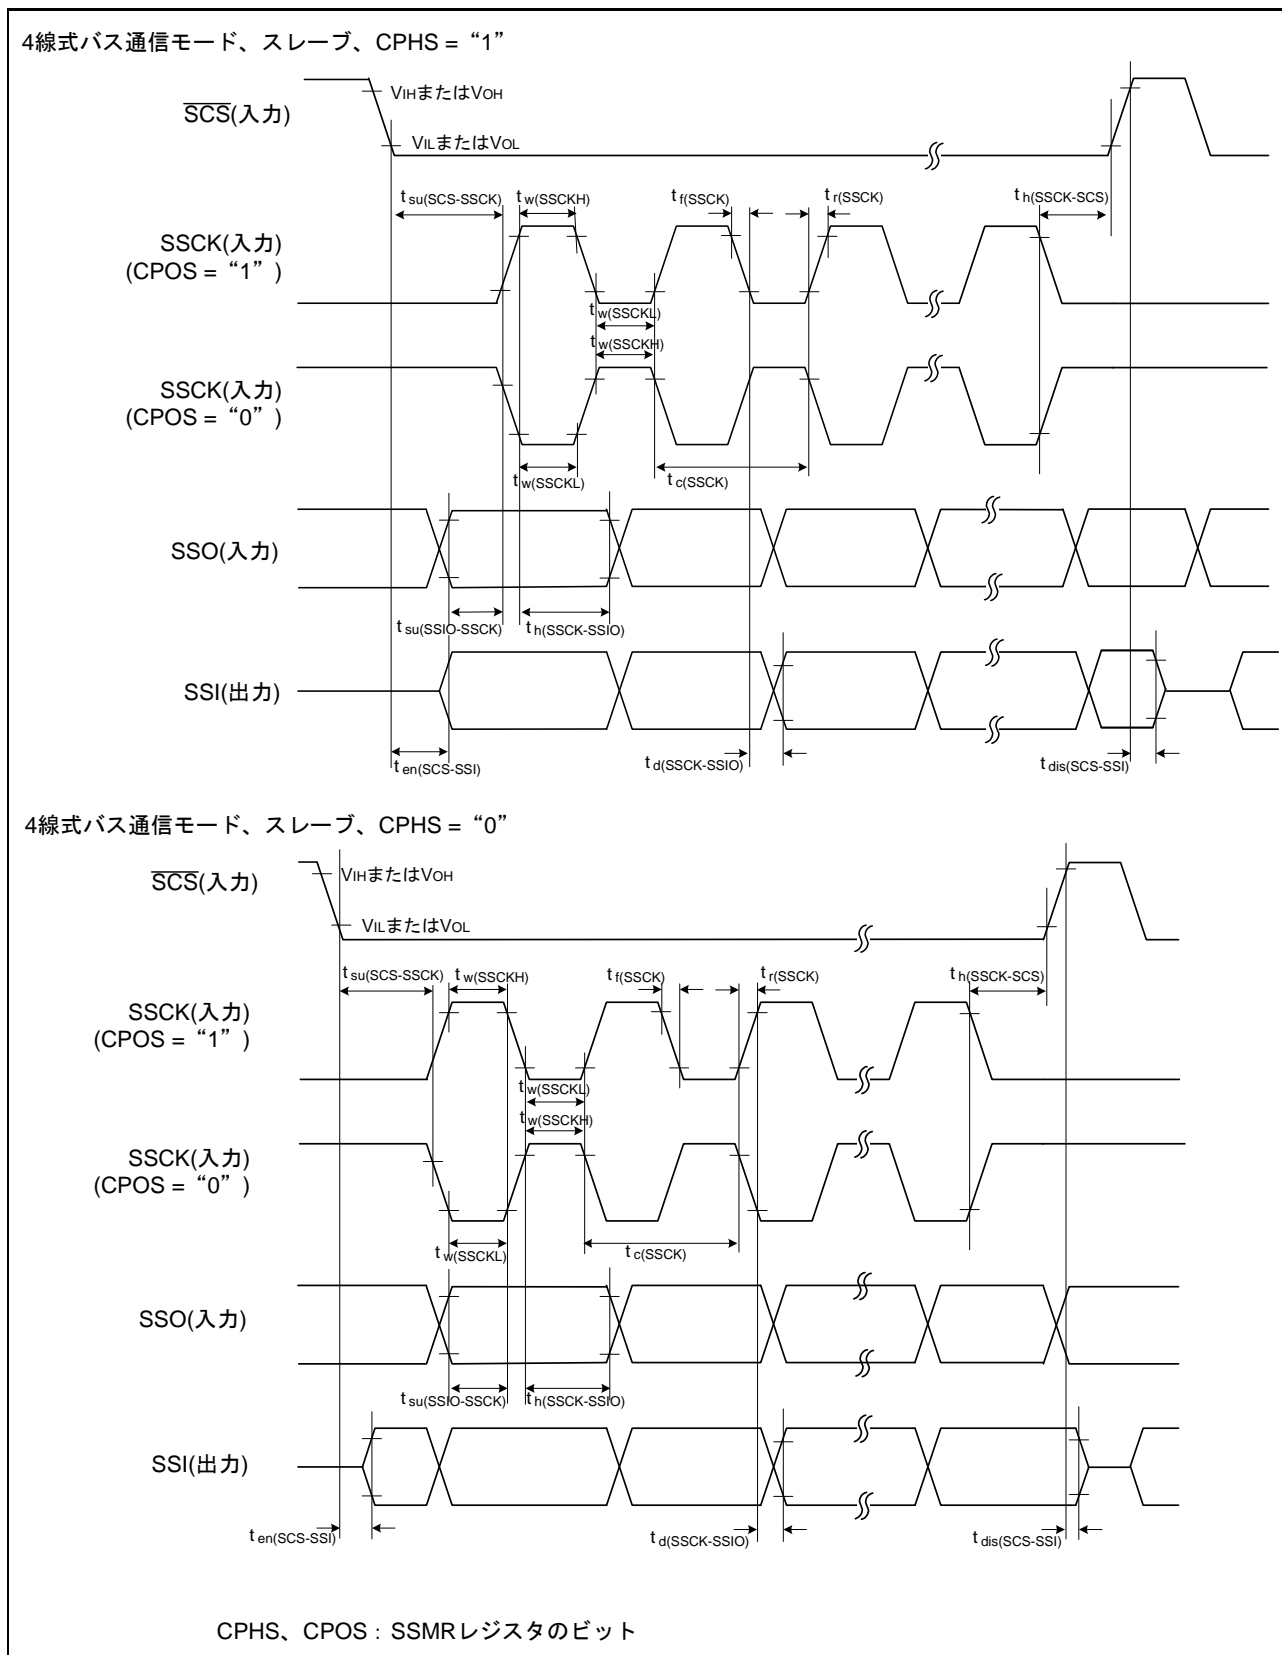 4線式バス通信モード、スレーブ、CPHS = “1”
VIHまたはVOH
SCS(入力)
VILまたはVOL
tsu(SCS-SSCK)
tw(SSCKH)
tf(SSCK)
tr(SSCK)
th(SSCK-SCS)
SSCK(入力)
(CPOS = “1” )
tw(SSCKL)
tw(SSCKH)
SSCK(入力)
(CPOS = “0” )
tw(SSCKL)
tc(SSCK)
SSO(入力)
tsu(SSIO-SSCK)
th(SSCK-SSIO)
SSI(出力)
ten(SCS-SSI)
td(SSCK-SSIO)
tdis(SCS-SSI)
4線式バス通信モード、スレーブ、CPHS = “0”
VIHまたはVOH
SCS(入力)
VILまたはVOL
tsu(SCS-SSCK)
tw(SSCKH)
tf(SSCK)
tr(SSCK)
th(SSCK-SCS)
SSCK(入力)
(CPOS = “1” )
tw(SSCKL)
tw(SSCKH)
SSCK(入力)
(CPOS = “0” )
tw(SSCKL)
tc(SSCK)
SSO(入力)
tsu(SSIO-SSCK)
th(SSCK-SSIO)
SSI(出力)
ten(SCS-SSI)
td(SSCK-SSIO)
tdis(SCS-SSI)
CPHS、CPOS : SSMRレジスタのビット